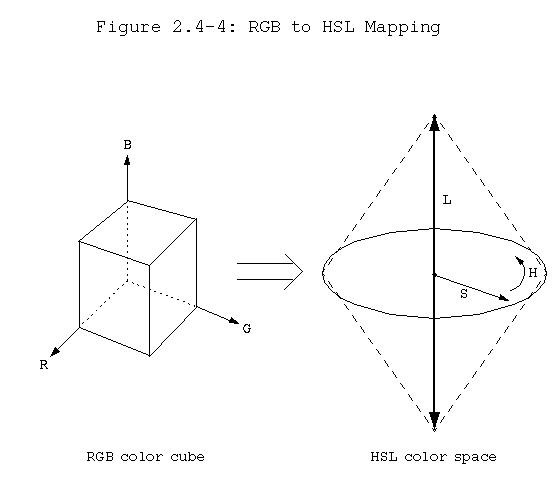 Figure 2.4-4: RGB to HSL Mapping
B
L
H
S
G
R
RGB color cube
HSL color space